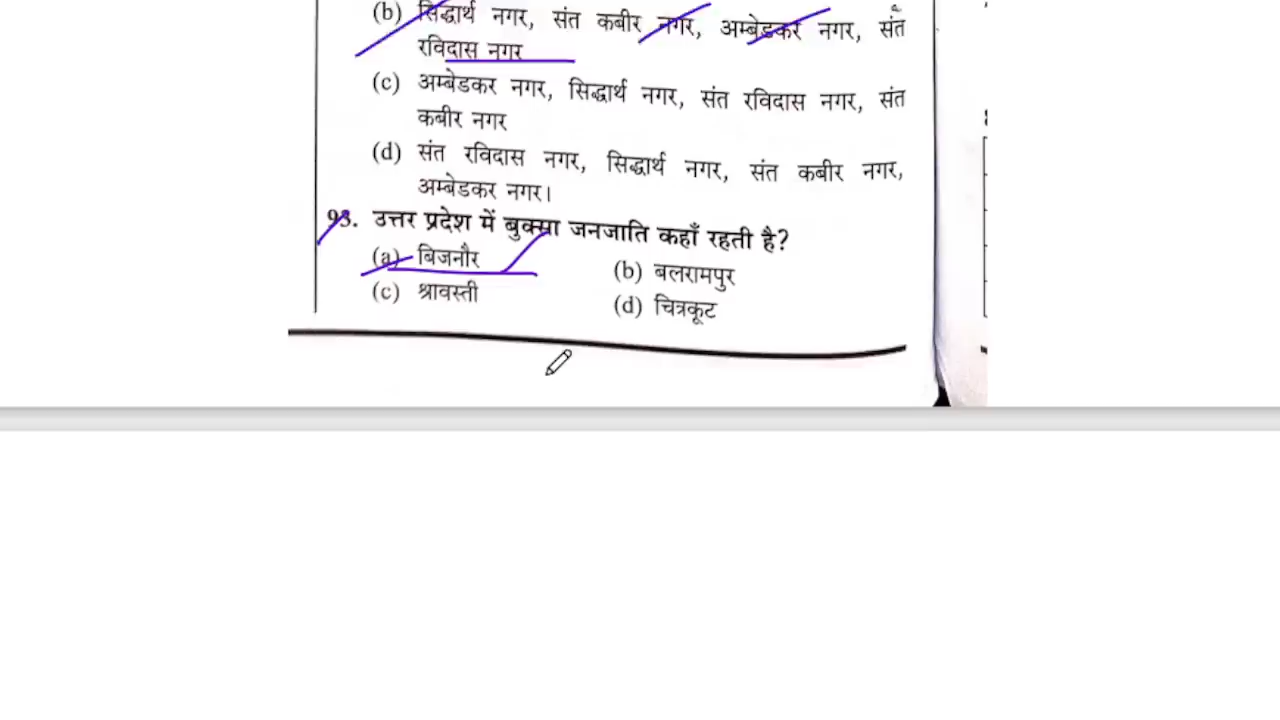 (b) सिद्धार्थ नगर, संत कबीर नगर, अम्बेडकर नगर, संत
रविदास नगर
(c) अम्बेडकर नगर, सिद्धार्थ नगर, संत रविदास नगर, संत
कबीर नगर
(d) संत रविदास नगर, सिद्धार्थ नगर, संत कबीर नगर,
अम्बेडकर नगर।
93. उत्तर प्रदेश में बुक्सा जनजाति कहाँ रहती है?
(a) बिजनौर
(b) बलरामपुर
(c) श्रावस्ती
(d) चित्रकूट